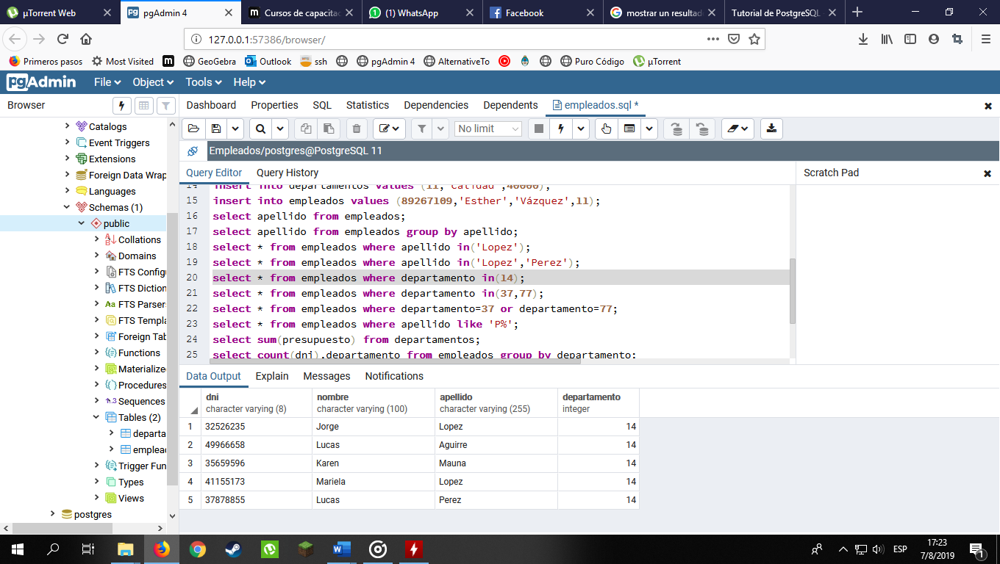 µTorrent Web
pgAdmin 4
Cursos de capacitac
(1) WhatsApp
Facebook
mostrar un resultad
Tutorial de PostgreSQL
127.0.0.1:57386/browser/
Primeros pasos
Most Visited
GeoGebra
Outlook
ssh
pgAdmin 4
AlternativeTo
Puro Código
µTorrent
pgAdmin
File
Object
Tools
Help
Browser
Dashboard
Properties
SQL
Statistics
Dependencies
Dependents
empleados.sql *
No limit
Empleados/postgres@PostgreSQL 11
Query Editor
Query History
Scratch Pad
Catalogs
Event Triggers
Extensions
Foreign Data Wrap
Languages
Schemas (1)
public
Collations
Domains
FTS Configu
FTS Diction
Aa FTS Parser
FTS Templa
Foreign Tab
Functions
Materialize
Procedures
1..3 Sequences
Tables (2)
departa
emplead
Trigger Fun
Types
Views
postgres
14 insert into departamentos values (11,'Calidad',40000);
15 insert into empleados values (89267109,'Esther','Vázquez',11);
16 select apellido from empleados;
17 select apellido from empleados group by apellido;
18 select * from empleados where apellido in('Lopez');
19 select * from empleados where apellido in('Lopez','Perez');
20 select * from empleados where departamento in(14);
21 select * from empleados where departamento in(37,77);
22 select * from empleados where departamento=37 or departamento=77;
23 select * from empleados where apellido like 'P%';
24 select sum(presupuesto) from departamentos;
25 select count(dni),departamento from empleados group by departamento;
Data Output
Explain
Messages
Notifications
dni nombre apellido departamento
character varying (8) character varying (100) character varying (255) integer
1 32526235 Jorge Lopez 14
2 49966658 Lucas Aguirre 14
3 35659596 Karen Mauna 14
4 41155173 Mariela Lopez 14
5 37878855 Lucas Perez 14
ESP
17:23
7/8/2019
1